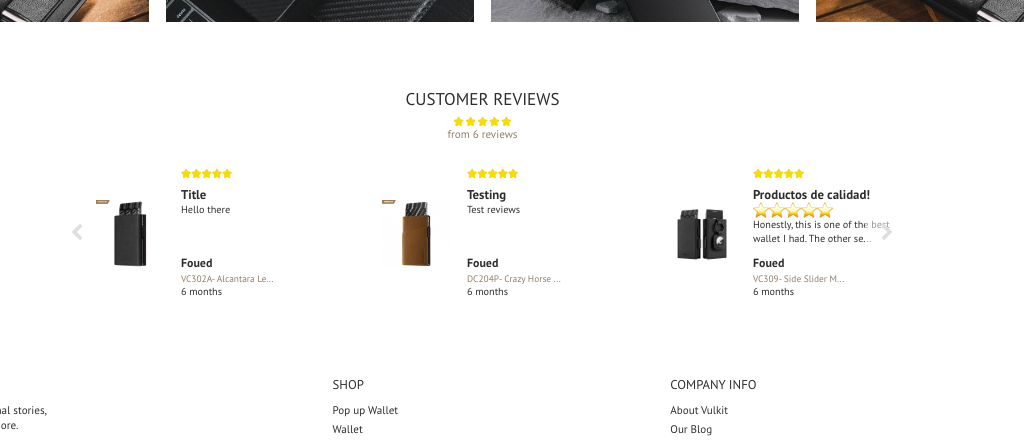 CUSTOMER REVIEWS
from 6 reviews
Title
Hello there
Foued
VC302A- Alcantara Le...
6 months
Testing
Test reviews
Foued
DC204P- Crazy Horse ...
6 months
Productos de calidad!
Honestly, this is one of the best
wallet I had. The other se...
Foued
VC309- Side Slider M...
6 months
al stories,
ore.
SHOP
Pop up Wallet
Wallet
COMPANY INFO
About Vulkit
Our Blog